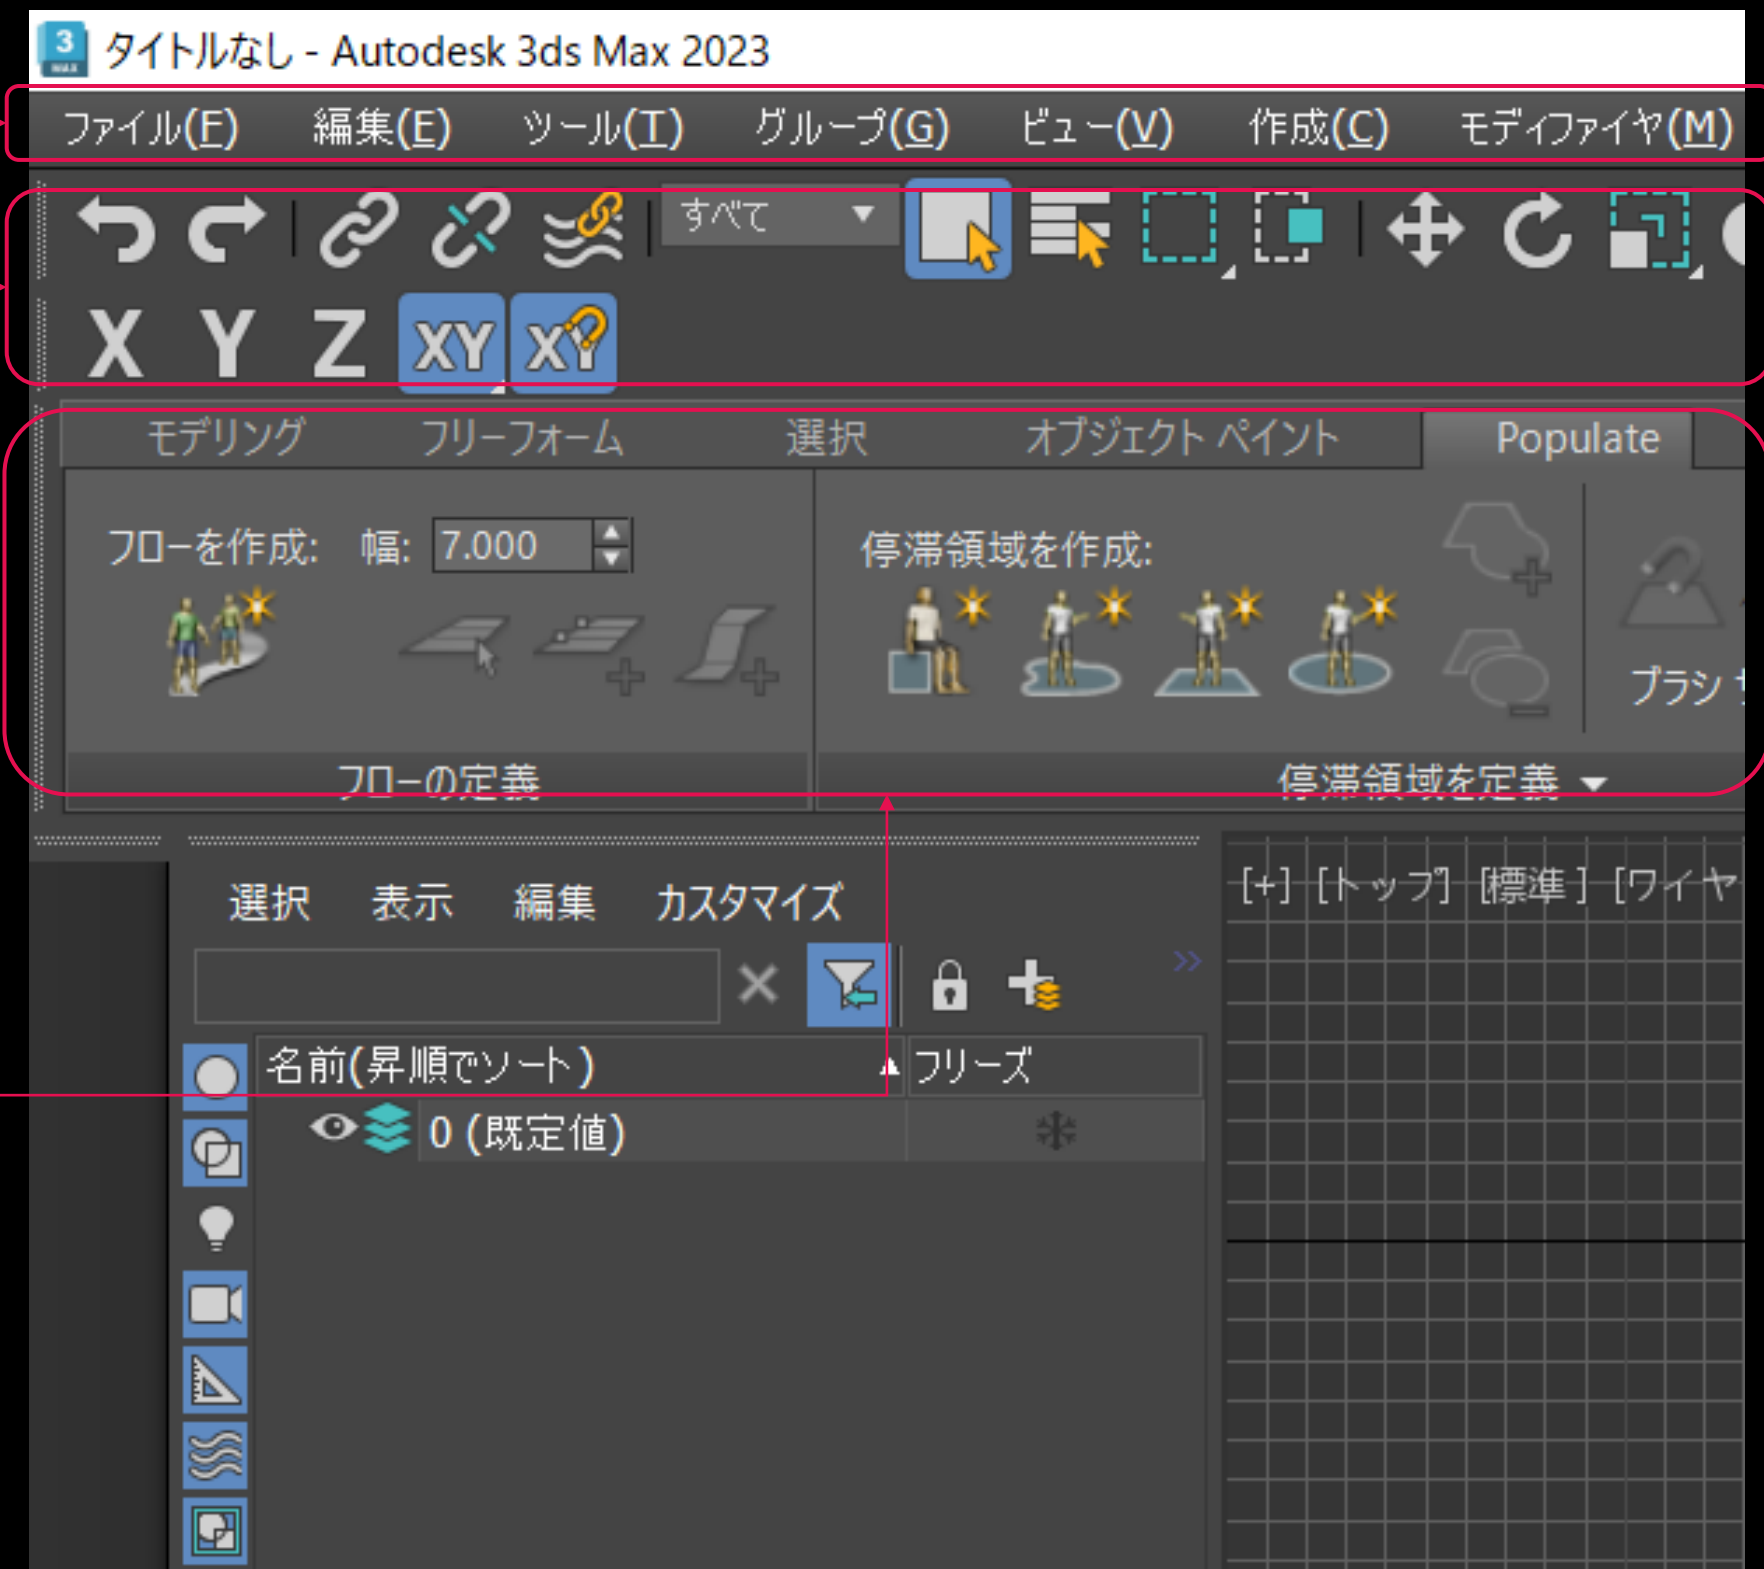 タイトルなし - Autodesk 3ds Max 2023
ファイル(F) 編集(E) ツール(T) グループ(G) ビュー(V) 作成(C) モディファイヤ(M)
すべて
X Y Z XY XY
モデリング フリーフォーム 選択 オブジェクト ペイント Populate
フローを作成: 幅: 7.000 停滞領域を作成:
ブラシ
フローの定義 停滞領域を定義
[+] [トップ] [標準 ] [ワイヤ
選択 表示 編集 カスタマイズ
名前(昇順でソート) フリーズ
0 (既定値)